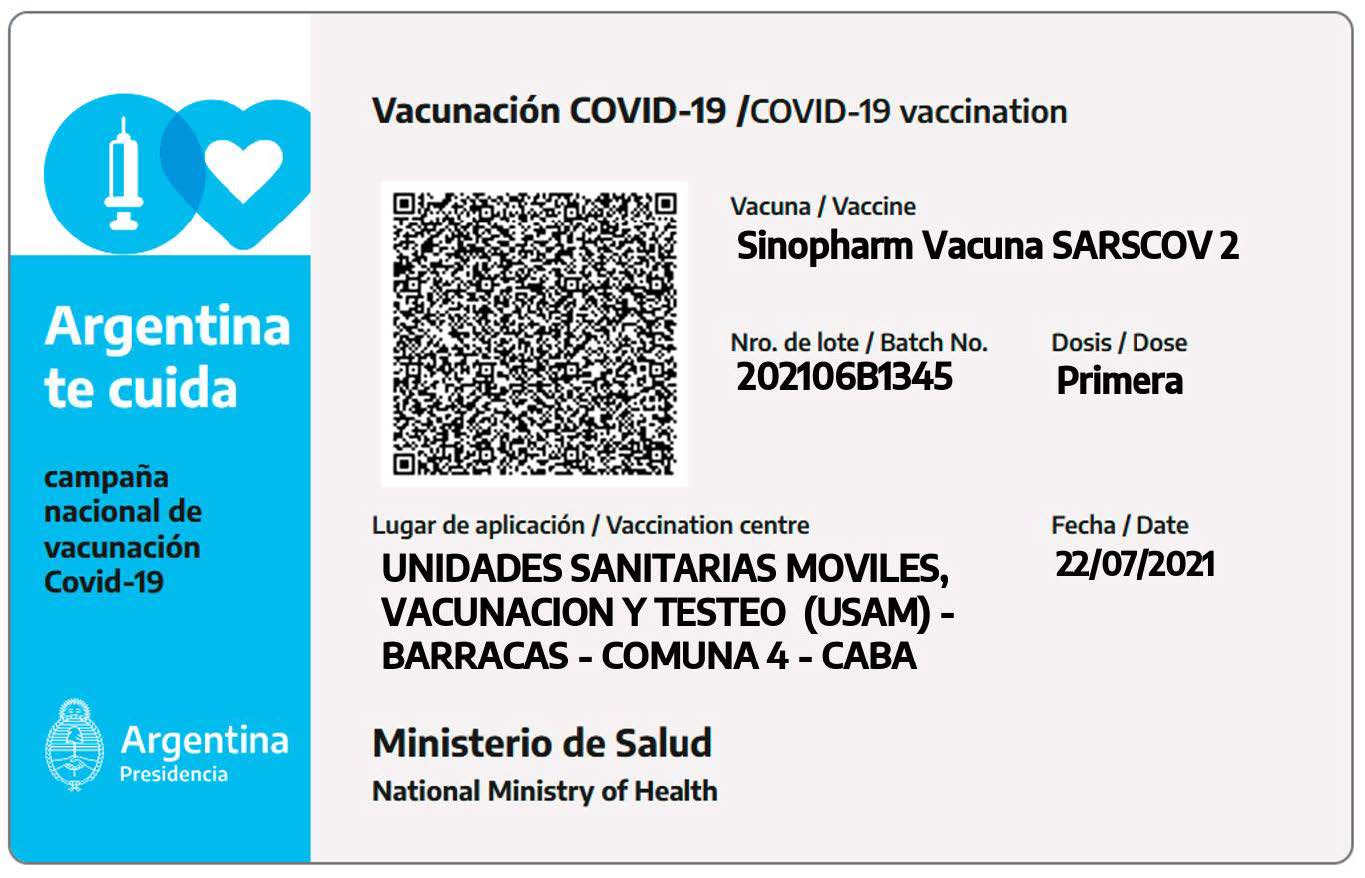 Vacunación COVID-19 /COVID-19 vaccination
Vacuna / Vaccine
Sinopharm Vacuna SARSCOV 2
Nro. de lote / Batch No.
202106B1345
Dosis / Dose
Primera
Lugar de aplicación / Vaccination centre
UNIDADES SANITARIAS MOVILES,
VACUNACION Y TESTEO (USAM) -
BARRACAS - COMUNA 4 - CABA
Fecha / Date
22/07/2021
Ministerio de Salud
National Ministry of Health
Argentina
te cuida
campaña
nacional de
vacunación
Covid-19
Argentina
Presidencia